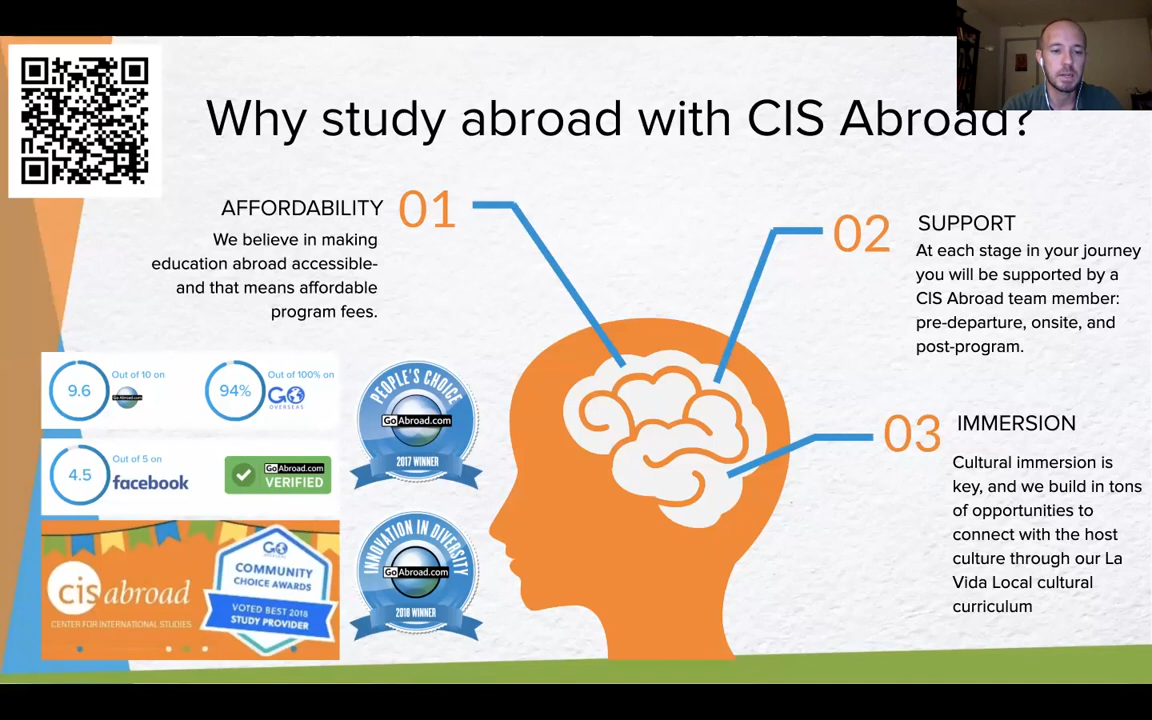 Why study abroad with CIS Abroad?
AFFORDABILITY
01
We believe in making
education abroad accessible-
and that means affordable
program fees.
02
SUPPORT
At each stage in your journey
you will be supported by a
CIS Abroad team member:
pre-departure, onsite, and
post-program.
03
IMMERSION
Cultural immersion is
key, and we build in tons
of opportunities to
connect with the host
culture through our La
Vida Local cultural
curriculum
9.6
Out of 10 on
GoAbroad.com
94%
Out of 100% on
GO
OVERSEAS
4.5
Out of 5 on
facebook
GoAbroad.com
VERIFIED
PEOPLE'S CHOICE
GoAbroad.com
2017 WINNER
INNOVATION IN DIVERSITY
GoAbroad.com
2018 WINNER
cis abroad
CENTER FOR INTERNATIONAL STUDIES
GO
COMMUNITY
CHOICE AWARDS
VOTED BEST 2018
STUDY PROVIDER